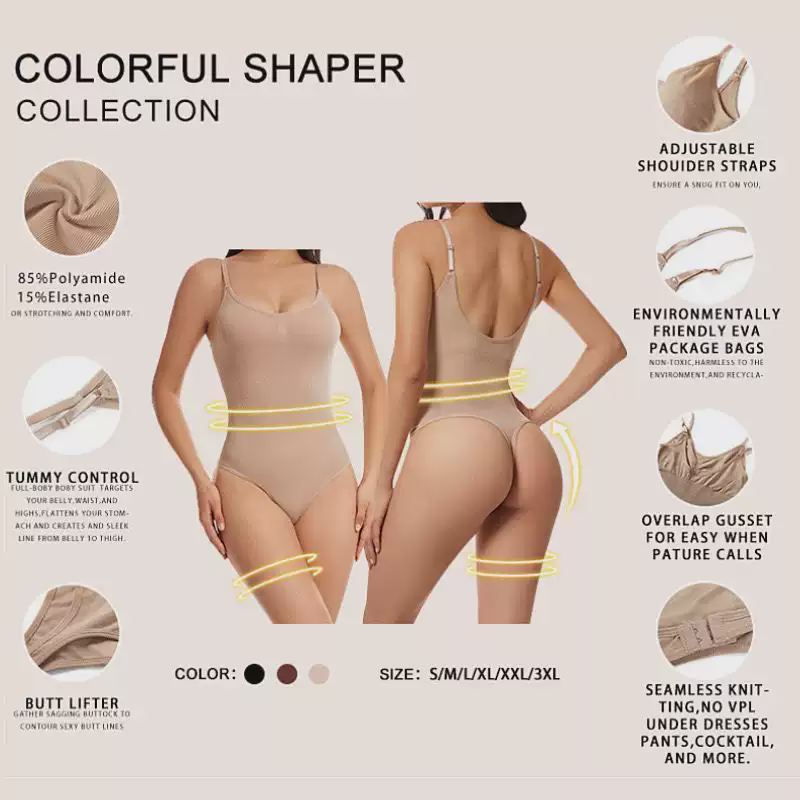 COLORFUL SHAPER
COLLECTION
85%Polyamide
15%Elastane
OR STROTCHING AND COMFORT.
TUMMY CONTROL
FULL-BOBY BOBY SUIT TARGETS
YOUR BELLY,WAIST,AND
HIGHS,FLATTENS YOUR STOM-
ACH AND CREATES AND SLEEK
LINE FROM BELLY TO THIGH.
BUTT LIFTER
GATHER SAGGING BUTTOCK TO
CONTOUR SEXY BUTT LINES
COLOR:
SIZE: S/M/L/XL/XXL/3XL
ADJUSTABLE
SHOUIDER STRAPS
ENSURE A SNUG FIT ON YOU,
ENVIRONMENTALLY
FRIENDLY EVA
PACKAGE BAGS
NON-TOXIC,HARMLESS TO THE
ENVIRONMENT,AND RECYCLA-
OVERLAP GUSSET
FOR EASY WHEN
PATURE CALLS
SEAMLESS KNIT-
TING,NO VPL
UNDER DRESSES
PANTS,COCKTAIL,
AND MORE.